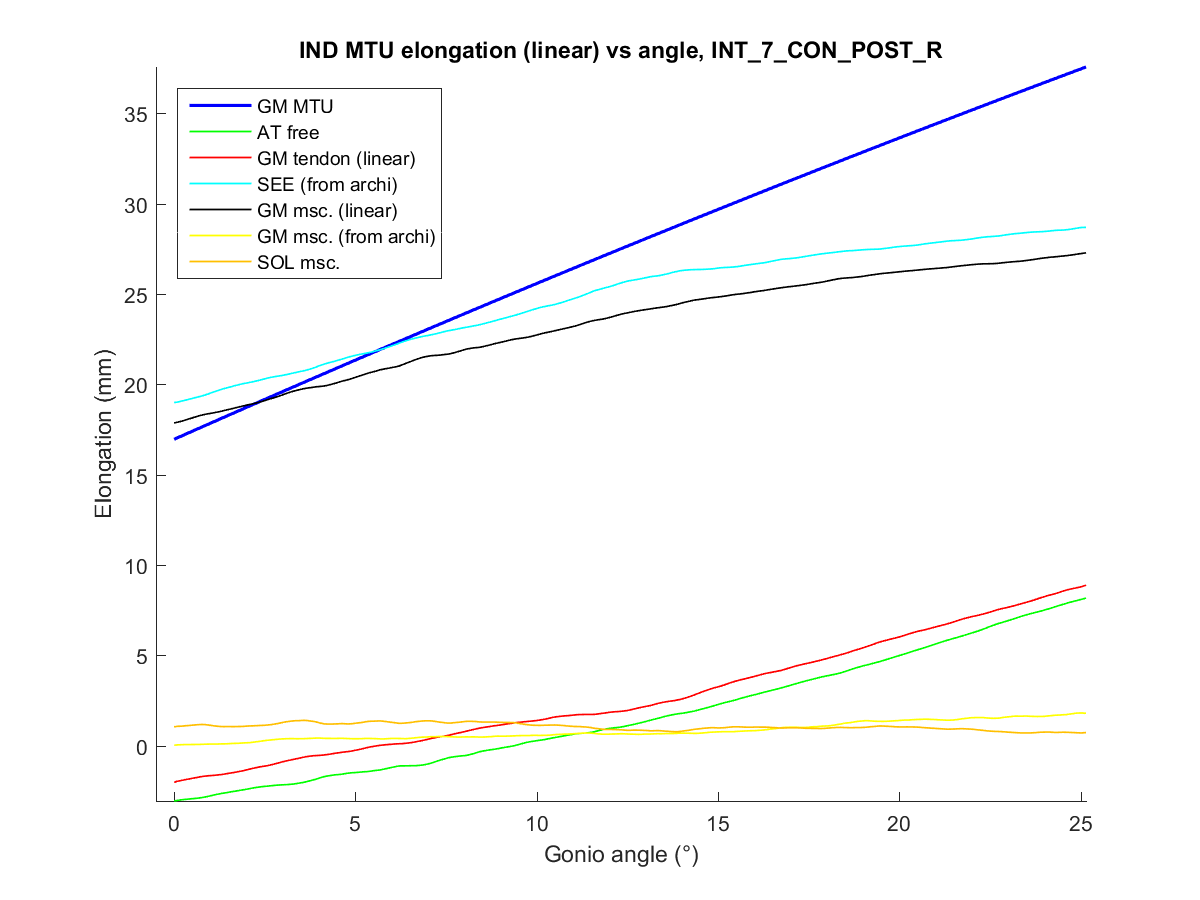 IND MTU elongation (linear) vs angle, INT_7_CON_POST_R
GM MTU
AT free
GM tendon (linear)
SEE (from archi)
GM msc. (linear)
GM msc. (from archi)
SOL msc.
Elongation (mm)
35
30
25
20
15
10
5
0
0 5 10 15 20 25
Gonio angle (°)